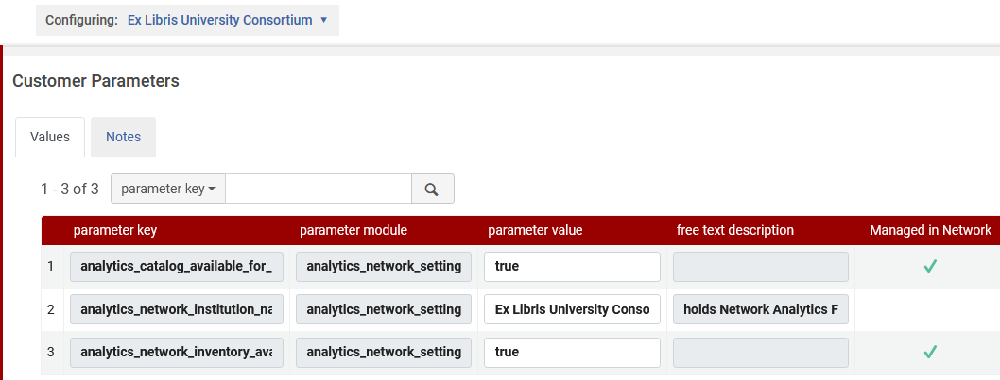 Configuring: Ex Libris University Consortium
Customer Parameters
Values Notes
1 - 3 of 3 parameter key
parameter key parameter module parameter value free text description Managed in Network
1 analytics_catalog_available_for_ analytics_network_setting true
2 analytics_network_institution_na analytics_network_setting Ex Libris University Conso holds Network Analytics F
3 analytics_network_inventory_ava analytics_network_setting true